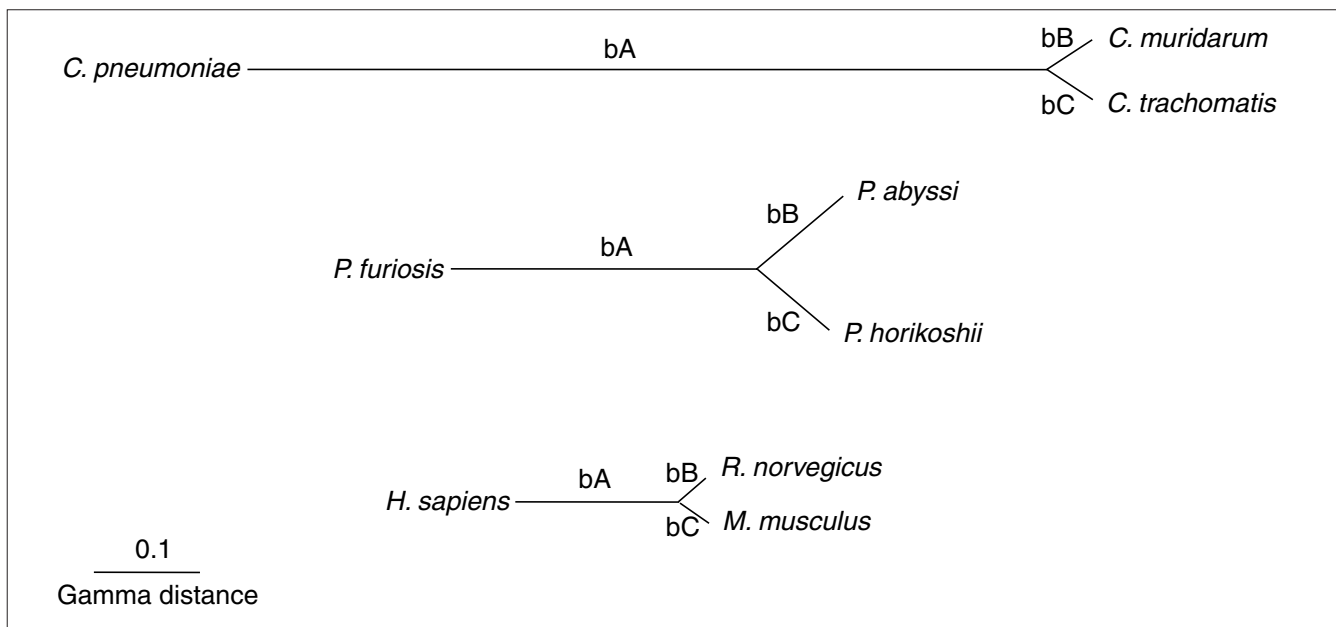 bA
bB
C. muridarum
C. pneumoniae
bC
C. trachomatis
P. abyssi
bB
bA
P. furiosis
bC
P. horikoshii
R. norvegicus
bB
bA
H. sapiens
bC
M. musculus
0.1
Gamma distance